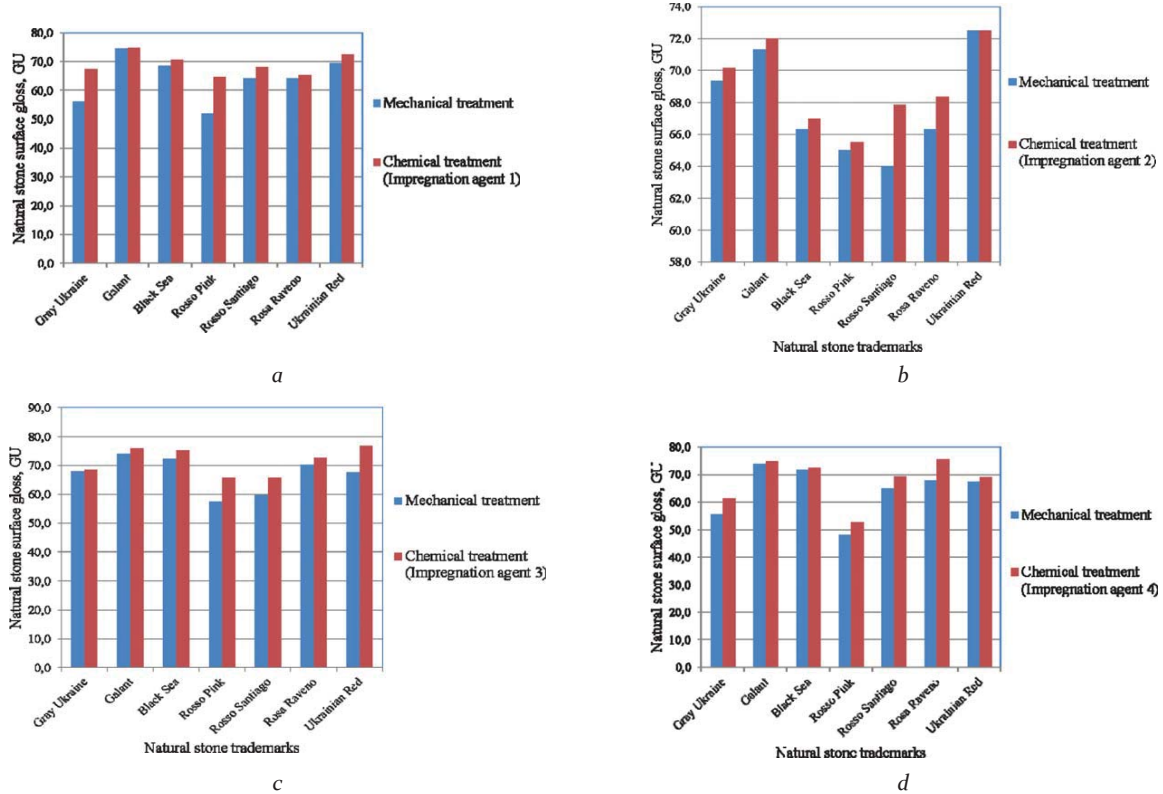 80,0
70,0
60,0
50,0
40,0
30,0
20,0
10,0
0,0
Natural stone surface gloss, GU
Gray Ukraine
Galant
Black Sea
Rosso Pink
Rosso Santiago
Rosa Raveno
Ukrainian Red
Mechanical treatment
Chemical treatment
(Impregnation agent 1)
a
74,0
72,0
70,0
68,0
66,0
64,0
62,0
60,0
58,0
Natural stone surface gloss, GU
Gray Ukraine
Galant
Black Sea
Rosso Pink
Rosso Santiago
Rosa Raveno
Ukrainian Red
Natural stone trademarks
Mechanical treatment
Chemical treatment
(Impregnation agent 2)
b
90,0
80,0
70,0
60,0
50,0
40,0
30,0
20,0
10,0
0,0
Natural stone surface gloss, GU
Gray Ukraine
Galant
Black Sea
Rosso Pink
Rosso Santiago
Rosa Raveno
Ukrainian Red
Natural stone trademarks
Mechanical treatment
Chemical treatment
(Impregnation agent 3)
c
80,0
70,0
60,0
50,0
40,0
30,0
20,0
10,0
0,0
Natural stone surface gloss, GU
Gray Ukraine
Galant
Black Sea
Rosso Pink
Rosso Santiago
Rosa Raveno
Ukrainian Red
Natural stone trademarks
Mechanical treatment
Chemical treatment
(Impregnation agent 4)
d